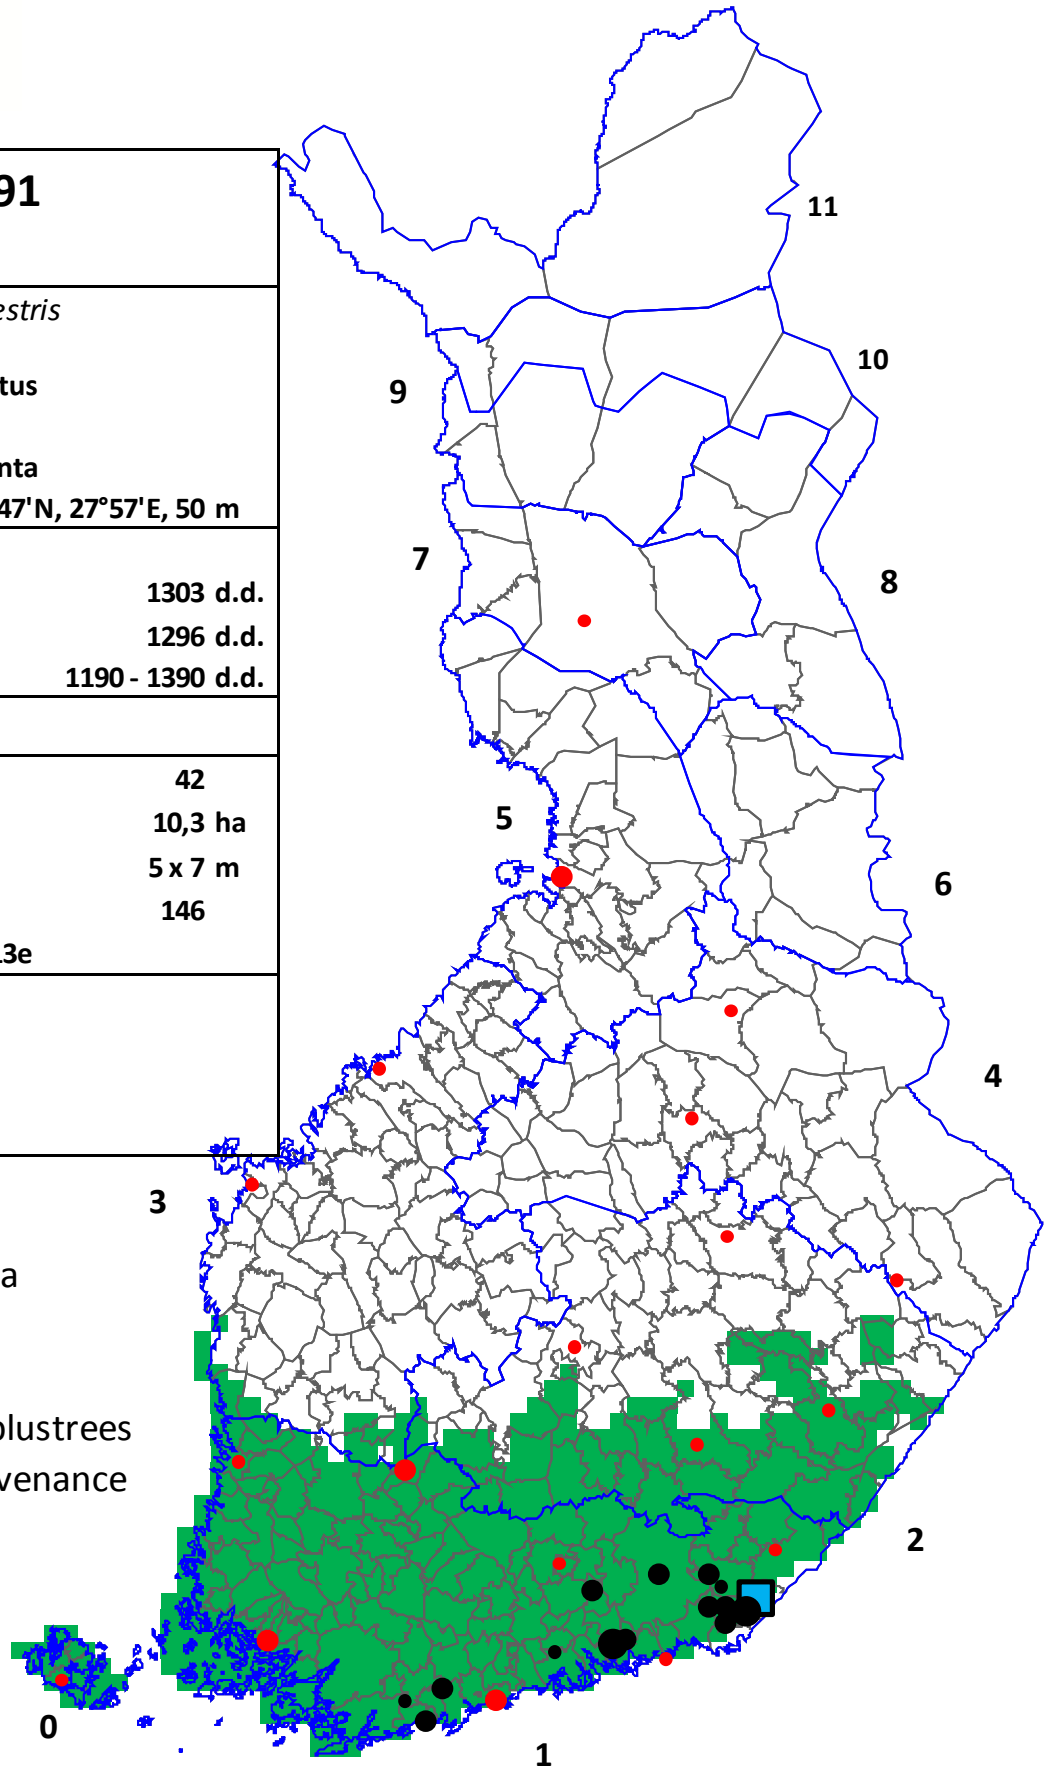 91
estris
tus
nta
47'N, 27°57'E, 50 m
1303 d.d.
1296 d.d.
1190 - 1390 d.d.
42
10,3 ha
5 x 7 m
146
13e
a
plustrees
venance
11
10
9
7
8
5
6
4
3
2
0
1